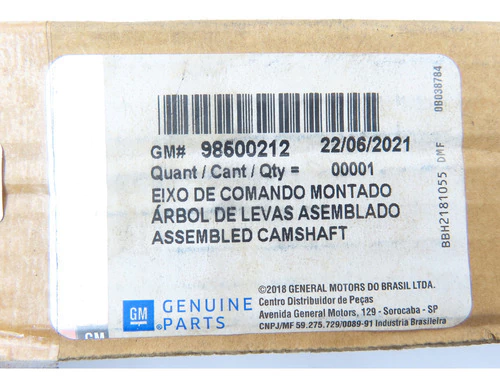 GM# 98500212 22/06/2021
Quant / Cant / Qty = 00001
EIXO DE COMANDO MONTADO
ÁRBOL DE LEVAS ASEMBLADO
ASSEMBLED CAMSHAFT
0B038784
BBH2181055 DMF
GM GENUINE PARTS
©2018 GENERAL MOTORS DO BRASIL LTDA.
Centro Distribuidor de Peças
Avenida General Motors, 129 - Sorocaba - SP
CNPJ/MF 59.275.729/0089-91 Indústria Brasileira
GM